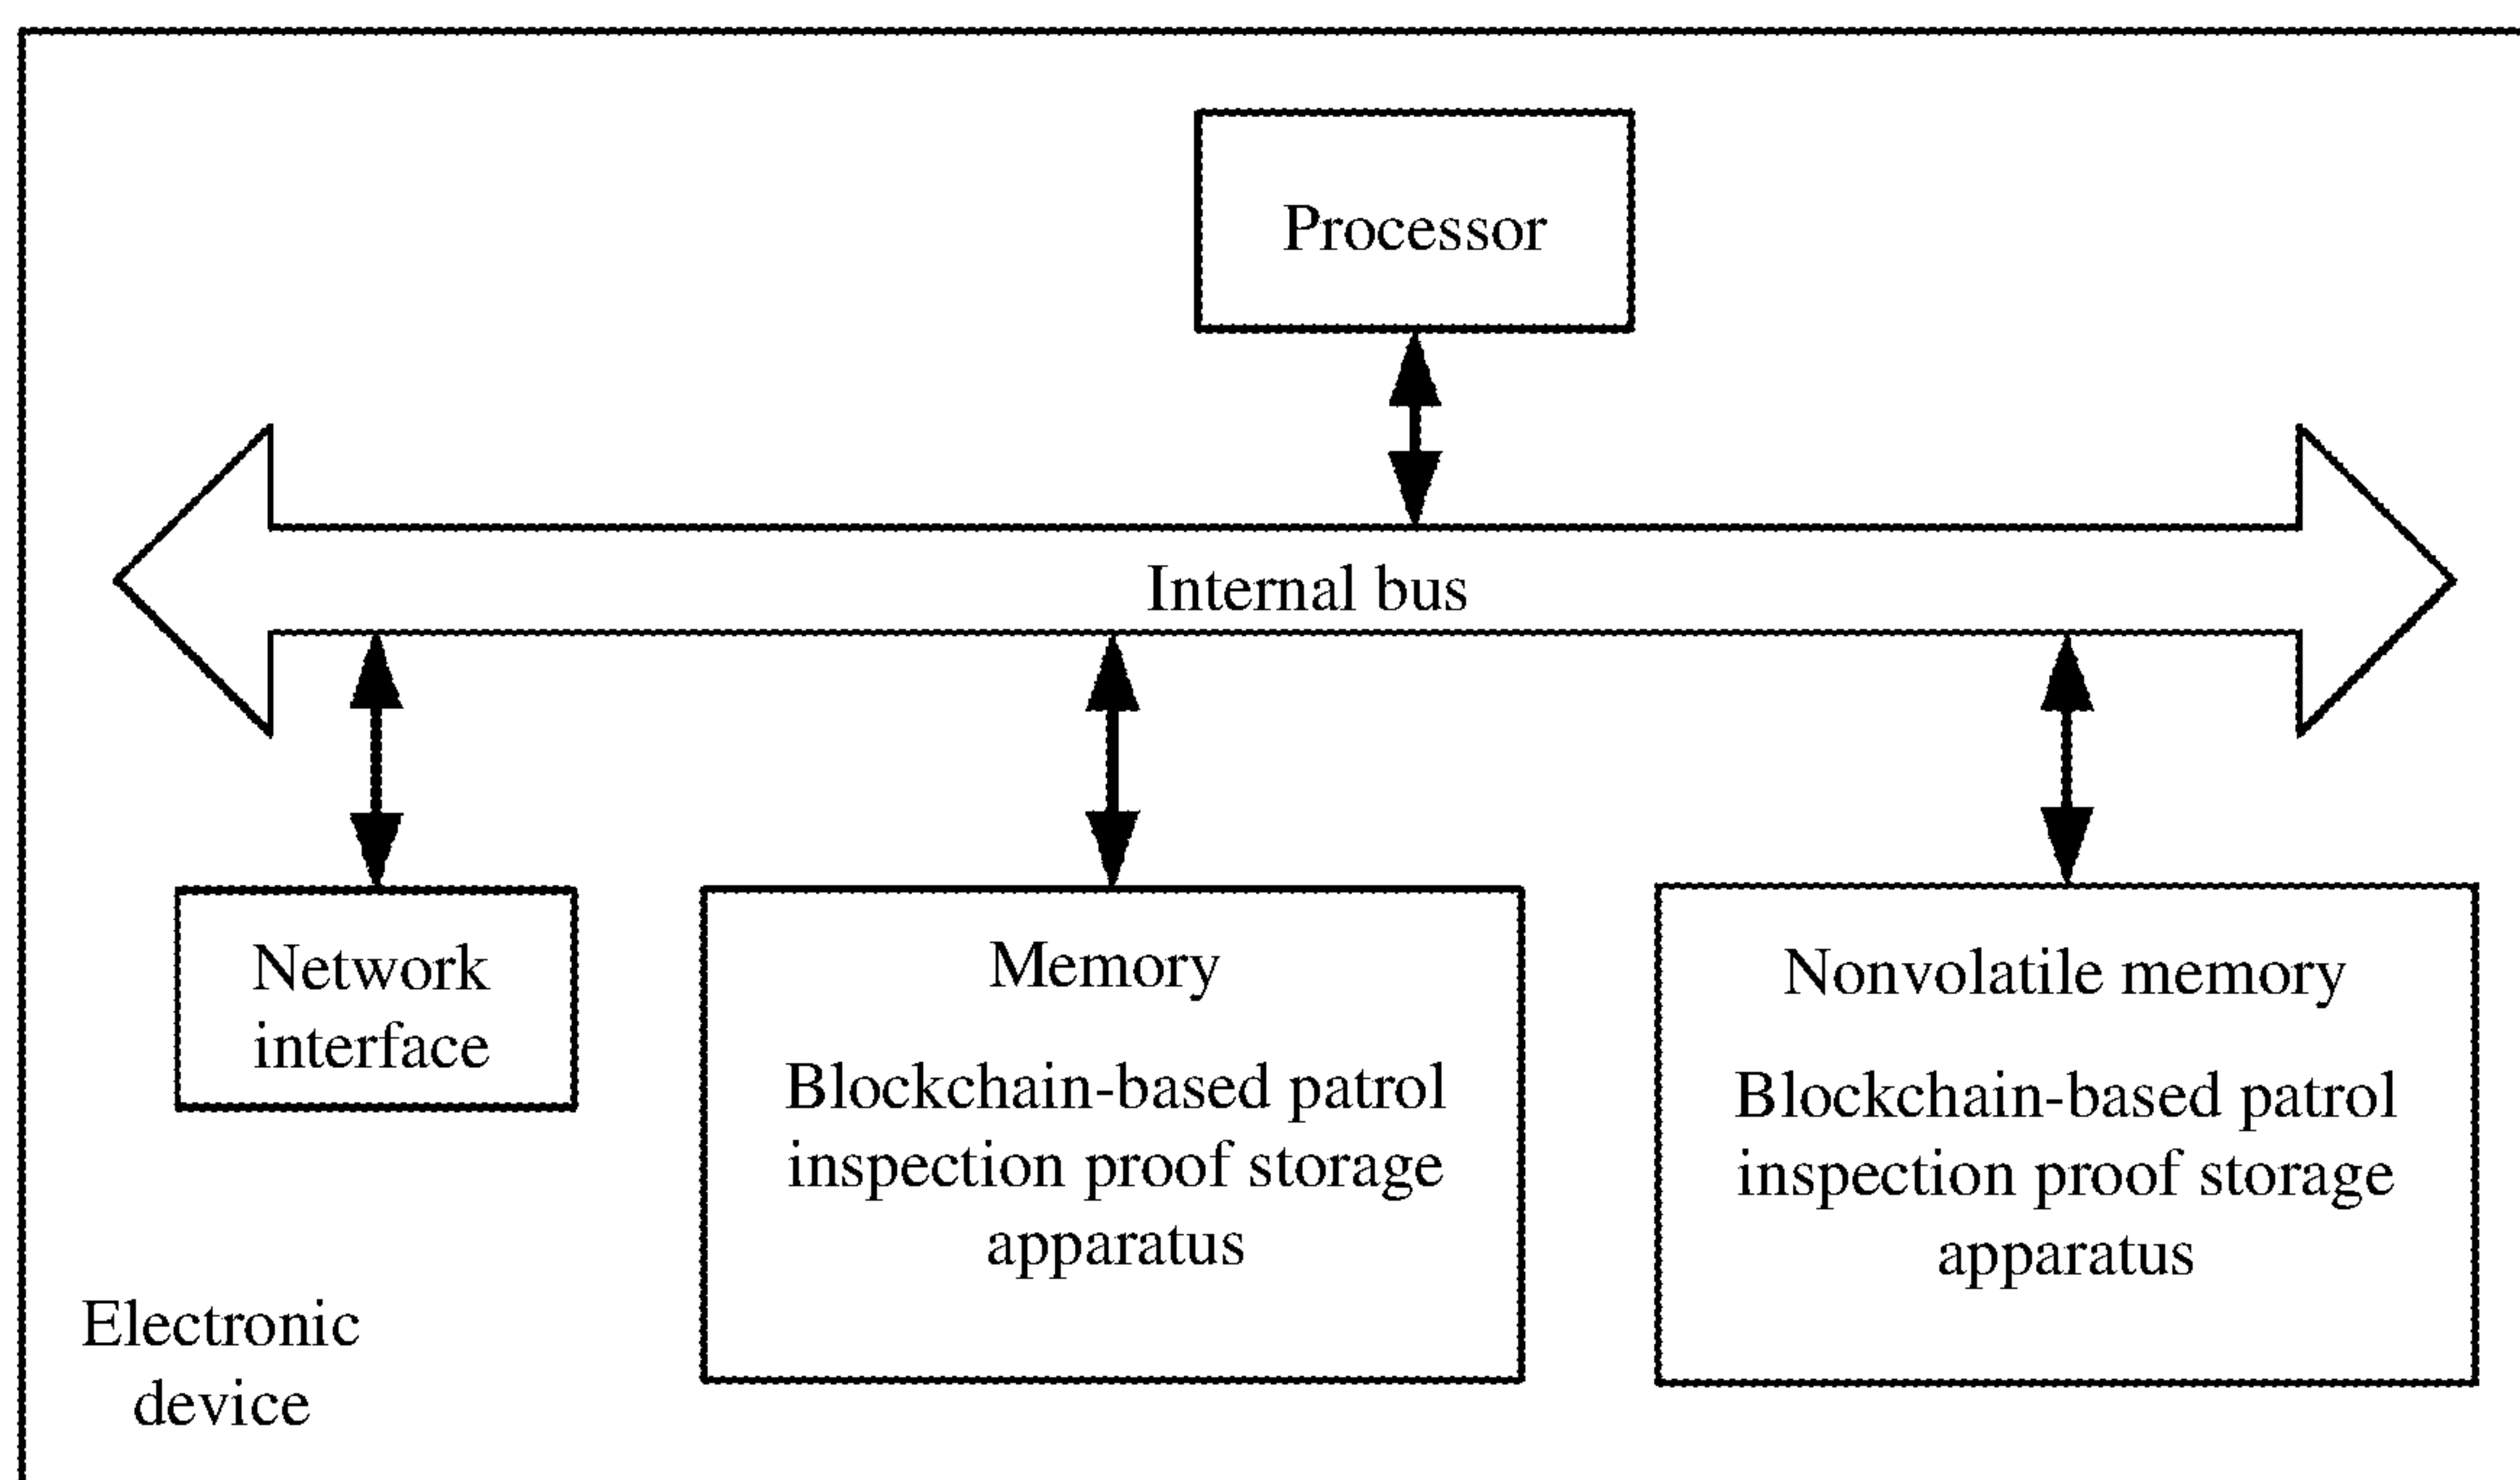 Processor
Internal bus
Network
interface
Memory
Blockchain-based patrol
inspection proof storage
apparatus
Nonvolatile memory
Blockchain-based patrol
inspection proof storage
apparatus
Electronic
device